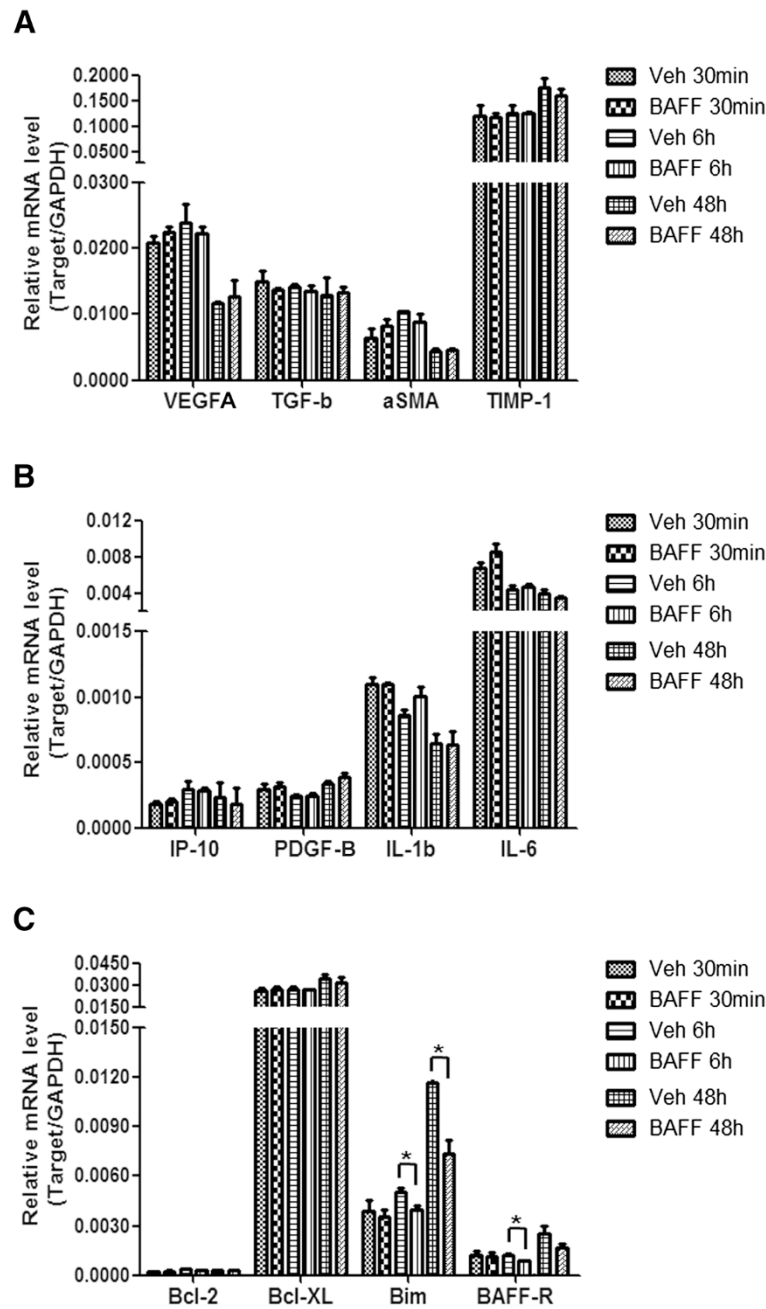 A
Relative mRNA level
(Target/GAPDH)
0.2000
0.1500
0.1000
0.0500
0.0300
0.0200
0.0100
0.0000
VEGFA TGF-b aSMA TIMP-1
Veh 30min
BAFF 30min
Veh 6h
BAFF 6h
Veh 48h
BAFF 48h
B
Relative mRNA level
(Target/GAPDH)
0.012
0.008
0.004
0.0015
0.0010
0.0005
0.0000
IP-10 PDGF-B IL-1b IL-6
Veh 30min
BAFF 30min
Veh 6h
BAFF 6h
Veh 48h
BAFF 48h
C
Relative mRNA level
(Target/GAPDH)
0.0450
0.0300
0.0150
0.0150
0.0120
0.0090
0.0060
0.0030
0.0000
*
*
*
Bcl-2 Bcl-XL Bim BAFF-R
Veh 30min
BAFF 30min
Veh 6h
BAFF 6h
Veh 48h
BAFF 48h